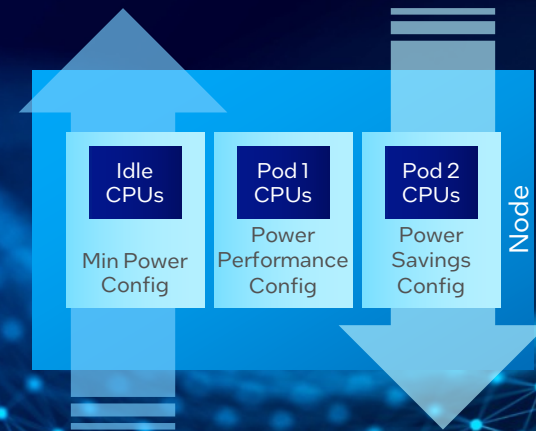 Idle
CPUs
Min Power
Config
Pod 1
CPUs
Power
Performance
Config
Pod 2
CPUs
Power
Savings
Config
Node